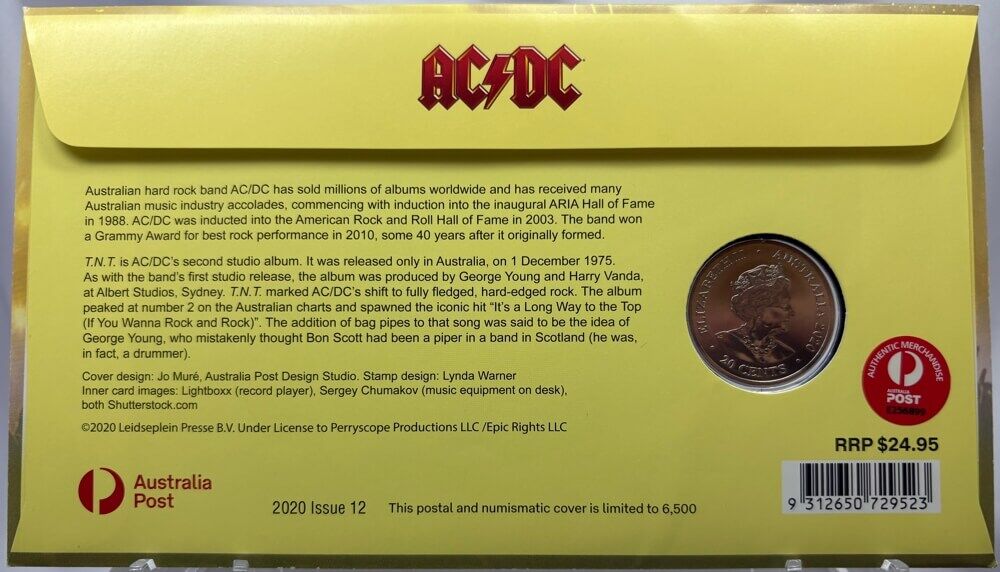 AC/DC
Australian hard rock band AC/DC has sold millions of albums worldwide and has received many
Australian music industry accolades, commencing with induction into the inaugural ARIA Hall of Fame
in 1988. AC/DC was inducted into the American Rock and Roll Hall of Fame in 2003. The band won
a Grammy Award for best rock performance in 2010, some 40 years after it originally formed.
T.N.T. is AC/DC's second studio album. It was released only in Australia, on 1 December 1975.
As with the band's first studio release, the album was produced by George Young and Harry Vanda,
at Albert Studios, Sydney. T.N.T. marked AC/DC's shift to fully fledged, hard-edged rock. The album
peaked at number 2 on the Australian charts and spawned the iconic hit "It's a Long Way to the Top
(If You Wanna Rock and Rock)". The addition of bag pipes to that song was said to be the idea of
George Young, who mistakenly thought Bon Scott had been a piper in a band in Scotland (he was,
in fact, a drummer).
Cover design: Jo Muré, Australia Post Design Studio. Stamp design: Lynda Warner
Inner card images: Lightboxx (record player), Sergey Chumakov (music equipment on desk),
both Shutterstock.com
©2020 Leidseplein Presse B.V. Under License to Perryscope Productions LLC /Epic Rights LLC
ELIZABETH II • AUSTRALIA 2020
20 CENTS
AUTHENTIC MERCHANDISE
AUSTRALIA
POST
RRP $24.95
9 312650 729523
Australia
Post
2020 Issue 12
This postal and numismatic cover is limited to 6,500